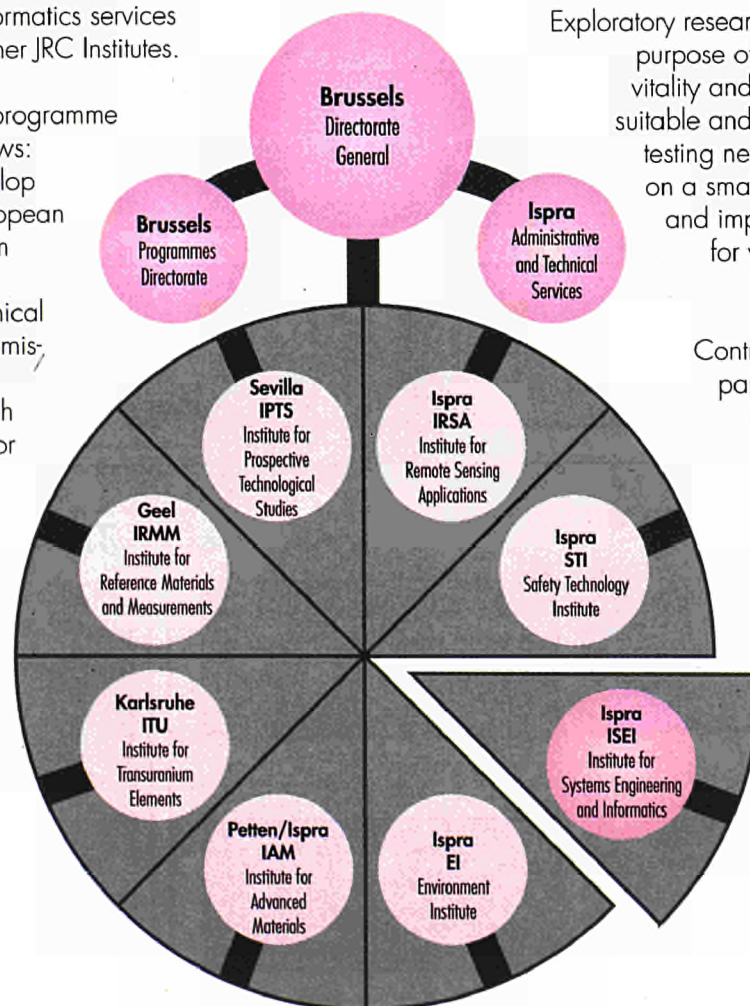 ormatics services
ner JRC Institutes.
programme
ws:
lop
opean
n
nical
mis-
h
or
Exploratory resear
purpose o
vitality and
suitable and
testing ne
on a sma
and imp
for
Cont
pa
Brussels
Directorate
General
Brussels
Programmes
Directorate
Ispra
Administrative
and Technical
Services
Sevilla
IPTS
Institute for
Prospective
Technological
Studies
Ispra
IRSA
Institute for
Remote Sensing
Applications
Geel
IRMM
Institute for
Reference Materials
and Measurements
Ispra
STI
Safety Technology
Institute
Karlsruhe
ITU
Institute for
Transuranium
Elements
Ispra
ISEI
Institute for
Systems Engineering
and Informatics
Petten/Ispra
IAM
Institute for
Advanced
Materials
Ispra
EI
Environment
Institute